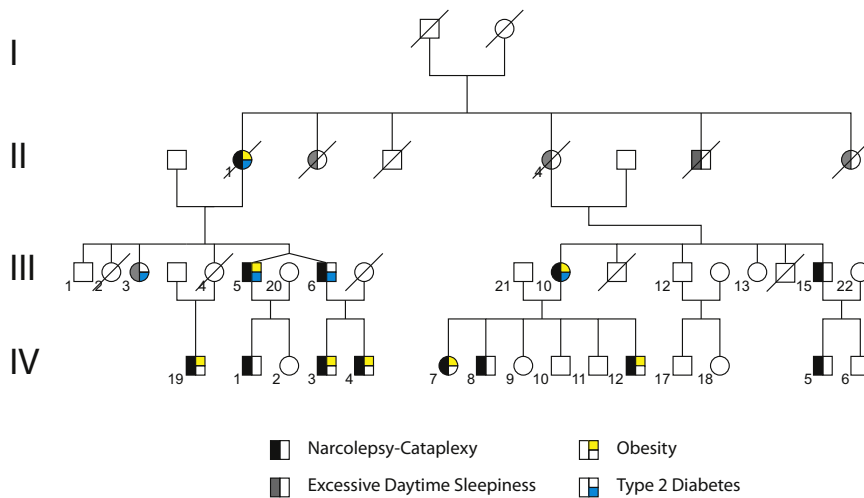 I
II
1 4
III
1 2 3 4 5 20 6 21 10 12 13 15 22
IV
19 1 2 3 4 7 8 9 10 11 12 17 18 5 6
Narcolepsy-Cataplexy Obesity
Excessive Daytime Sleepiness Type 2 Diabetes